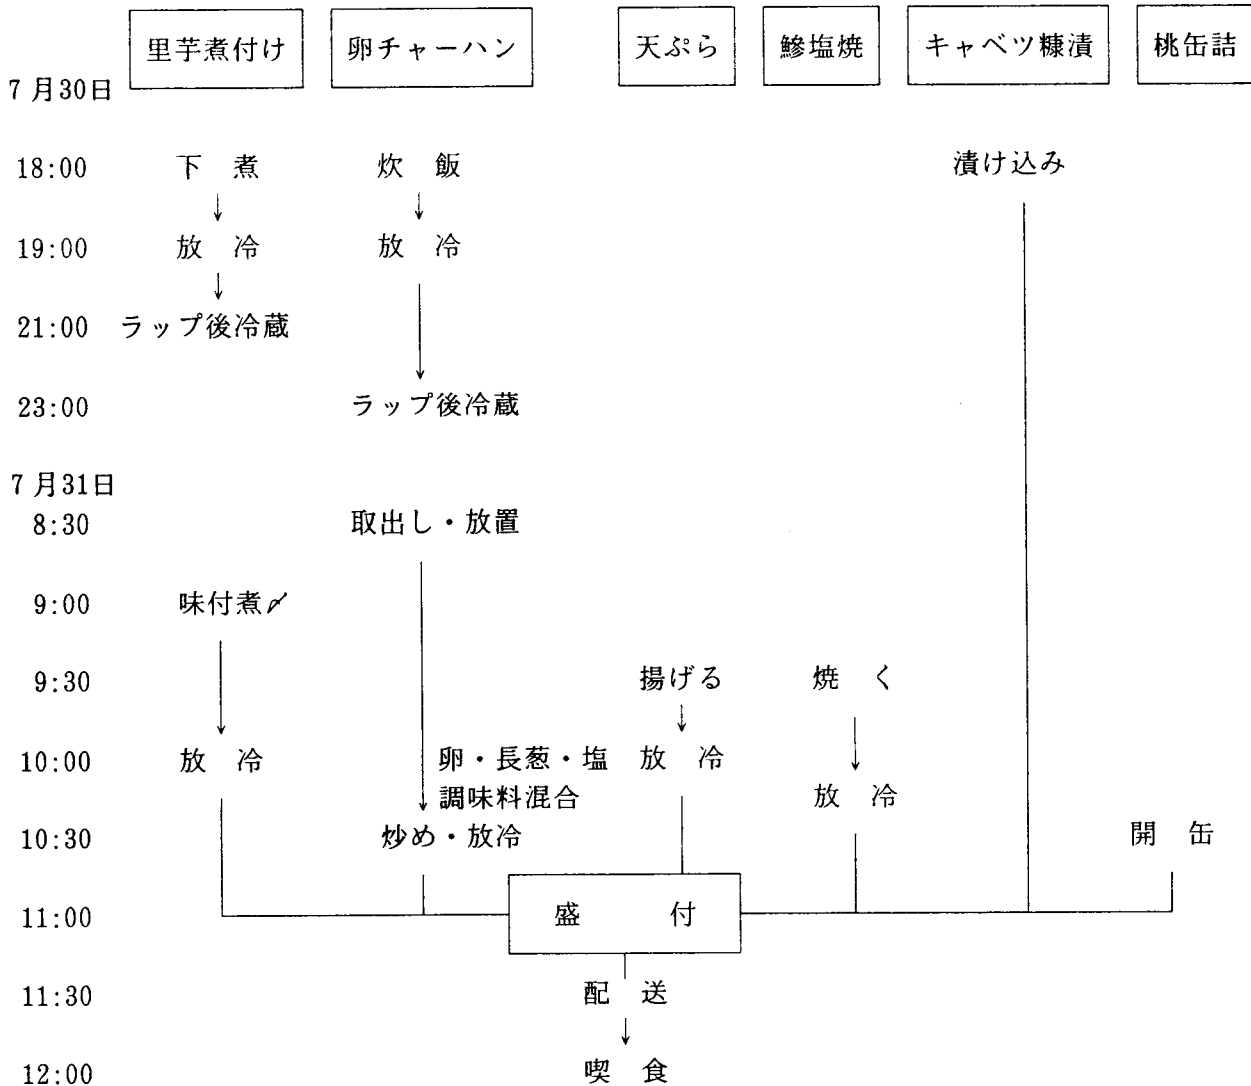 里芋煮付け 卵チャーハン 天ぷら 鰺塩焼 キャベツ糠漬 桃缶詰
7月30日
18:00 下煮 炊飯 漬け込み
19:00 放冷 放冷
21:00 ラップ後冷蔵
23:00 ラップ後冷蔵
7月31日
8:30 取出し・放置
9:00 味付煮〆
9:30 揚げる 焼く
10:00 放冷 卵・長葱・塩 放冷
調味料混合 放冷
10:30 炒め・放冷 開缶
11:00 盛付
11:30 配送
12:00 喫食